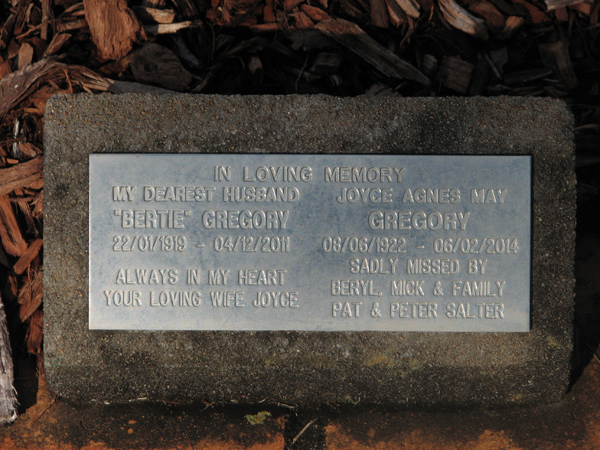 IN LOVING MEMORY
MY DEAREST HUSBAND
"BERTIE" GREGORY
22/01/1919 - 04/12/2011
ALWAYS IN MY HEART
YOUR LOVING WIFE JOYCE
JOYCE AGNES MAY
GREGORY
08/06/1922 - 06/02/2014
SADLY MISSED BY
BERYL, MICK & FAMILY
PAT & PETER SALTER